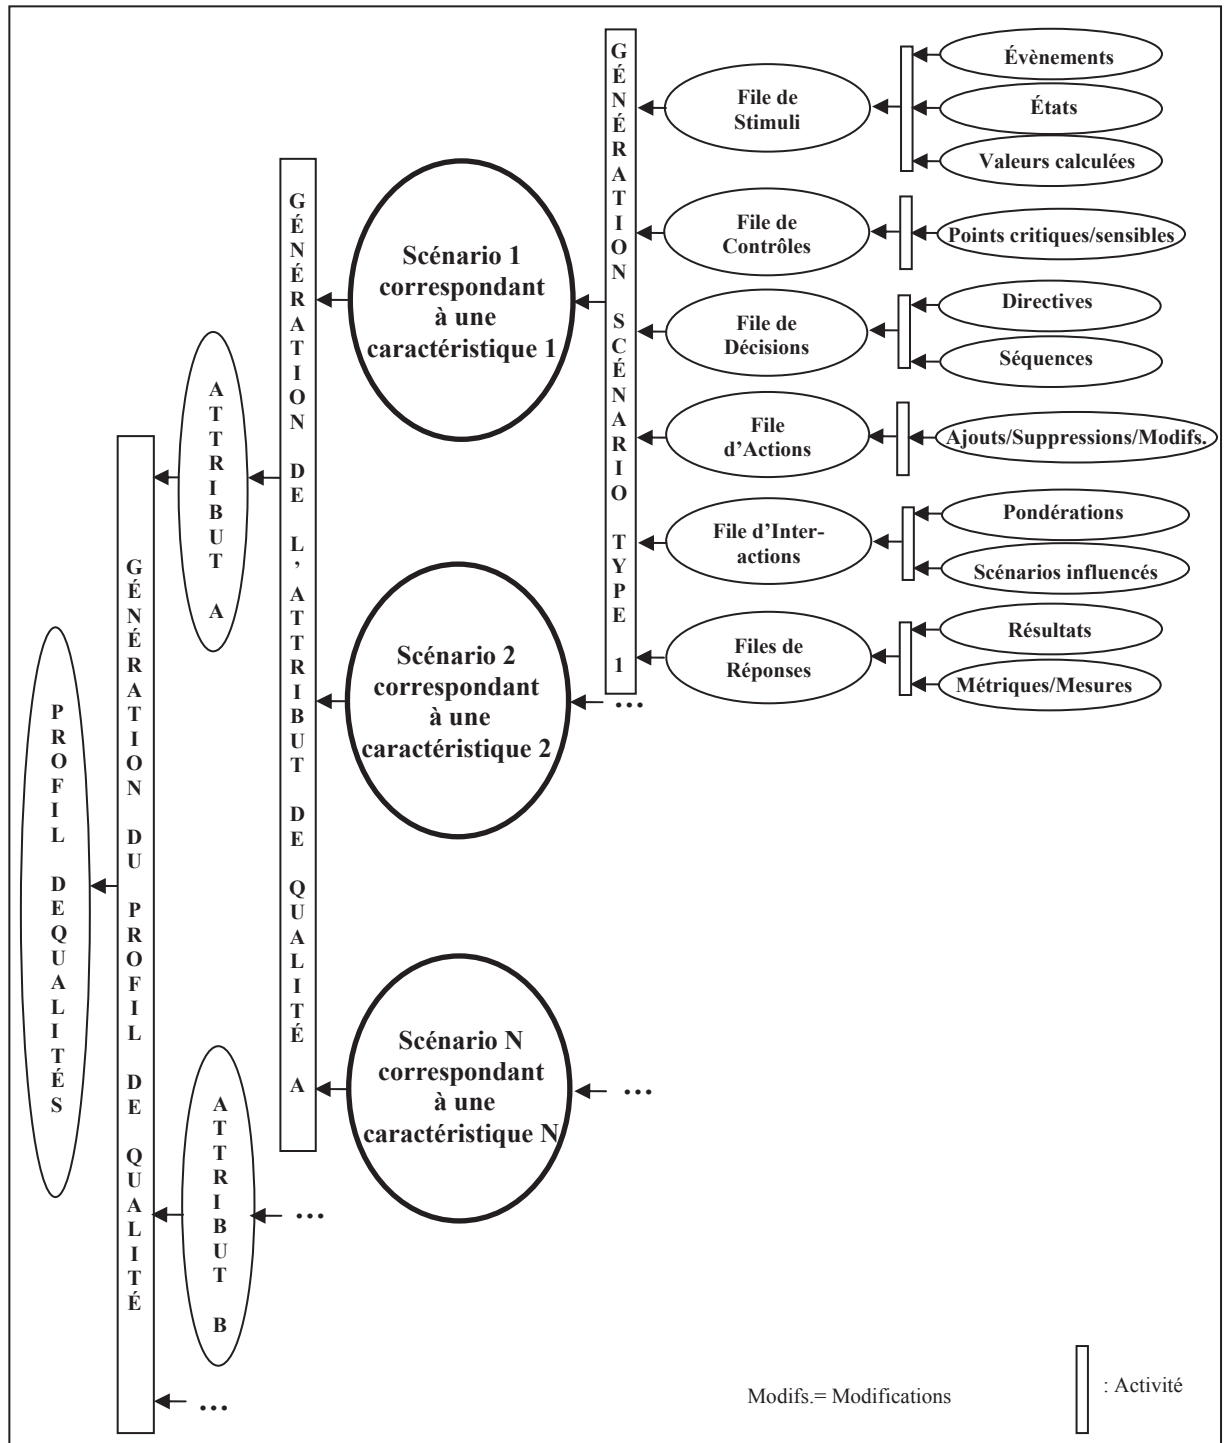 PROFIL DEQUALITÉS
GÉNÉRATION DU PROFIL DE QUALITÉ
ATTRIBUT A
ATTRIBUT B
...
...
GÉNÉRATION DE L’ATTRIBUT DE QUALITÉ A
Scénario 1
correspondant
à une
caractéristique 1
Scénario 2
correspondant
à une
caractéristique 2
...
Scénario N
correspondant
à une
caractéristique N
...
GÉNÉRATION SCÉNARIO TYPE 1
File de
Stimuli
Évènements
États
Valeurs calculées
File de
Contrôles
Points critiques/sensibles
File de
Décisions
Directives
Séquences
File
d’Actions
Ajouts/Suppressions/Modifs.
File d’Inter-
actions
Pondérations
Scénarios influencés
Files de
Réponses
Résultats
Métriques/Mesures
Modifs.= Modifications
: Activité